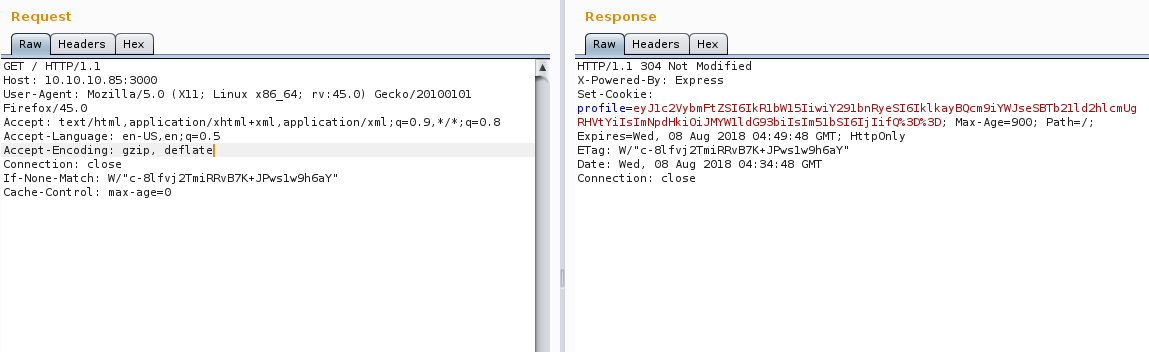 Request
Raw Headers Hex
GET / HTTP/1.1
Host: 10.10.10.85:3000
User-Agent: Mozilla/5.0 (X11; Linux x86_64; rv:45.0) Gecko/20100101
Firefox/45.0
Accept: text/html,application/xhtml+xml,application/xml;q=0.9,*/*;q=0.8
Accept-Language: en-US,en;q=0.5
Accept-Encoding: gzip, deflate
Connection: close
If-None-Match: W/"c-8lfvj2TmiRRvB7K+JPws1w9h6aY"
Cache-Control: max-age=0
Response
Raw Headers Hex
HTTP/1.1 304 Not Modified
X-Powered-By: Express
Set-Cookie:
profile=eyJ1c2VybmFtZSI6IkR1bW15IiwiY291bnRyeSI6IklkayBQcm9iYWJseSBTb21ld2hlcmUg
RHVtYiIsImNpdHkiOiJMYW1ldG93biIsIm51bSI6IjIifQ%3D%3D; Max-Age=900; Path=/;
Expires=Wed, 08 Aug 2018 04:49:48 GMT; HttpOnly
ETag: W/"c-8lfvj2TmiRRvB7K+JPws1w9h6aY"
Date: Wed, 08 Aug 2018 04:34:48 GMT
Connection: close